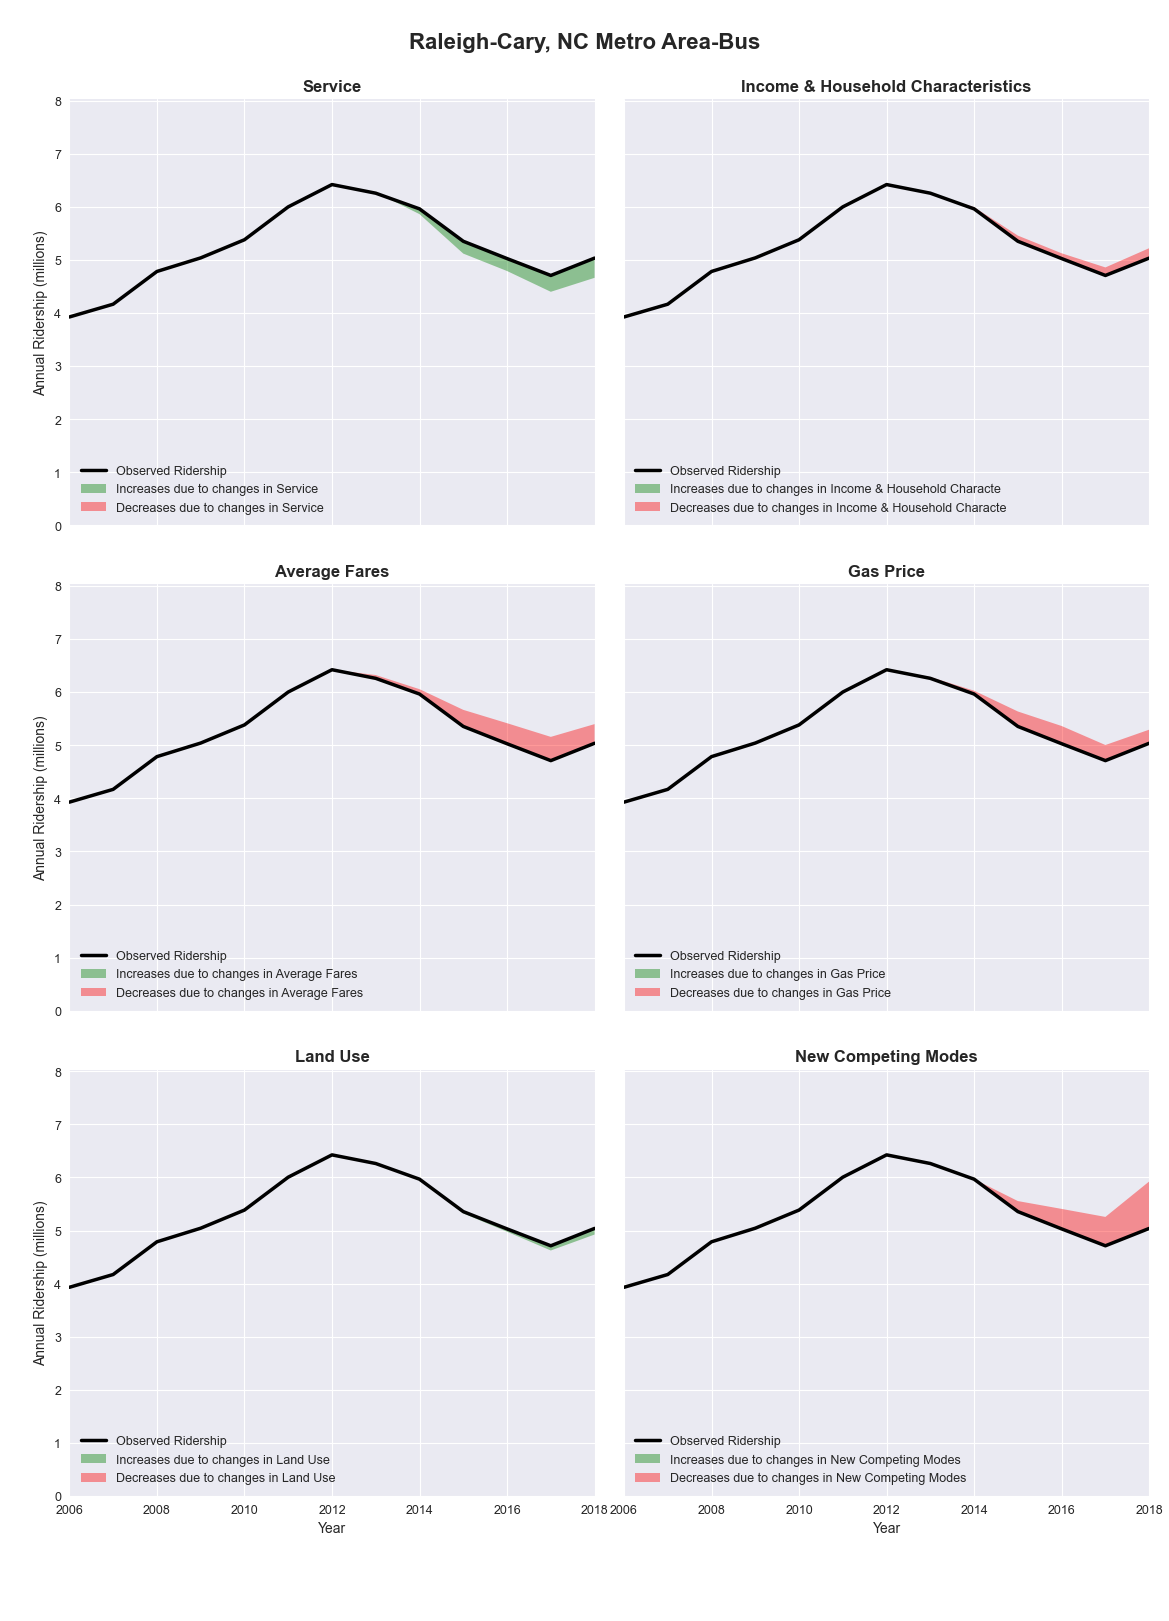 Raleigh-Cary, NC Metro Area-Bus
Service
Income & Household Characteristics
8
7
6
5
4
3
2
1
0
Annual Ridership (millions)
Observed Ridership
Increases due to changes in Service
Decreases due to changes in Service
Observed Ridership
Increases due to changes in Income & Household Characte
Decreases due to changes in Income & Household Characte
Average Fares
Gas Price
8
7
6
5
4
3
2
1
0
Annual Ridership (millions)
Observed Ridership
Increases due to changes in Average Fares
Decreases due to changes in Average Fares
Observed Ridership
Increases due to changes in Gas Price
Decreases due to changes in Gas Price
Land Use
New Competing Modes
8
7
6
5
4
3
2
1
0
Annual Ridership (millions)
Observed Ridership
Increases due to changes in Land Use
Decreases due to changes in Land Use
Observed Ridership
Increases due to changes in New Competing Modes
Decreases due to changes in New Competing Modes
2006 2008 2010 2012 2014 2016 2018
2006 2008 2010 2012 2014 2016 2018
Year
Year